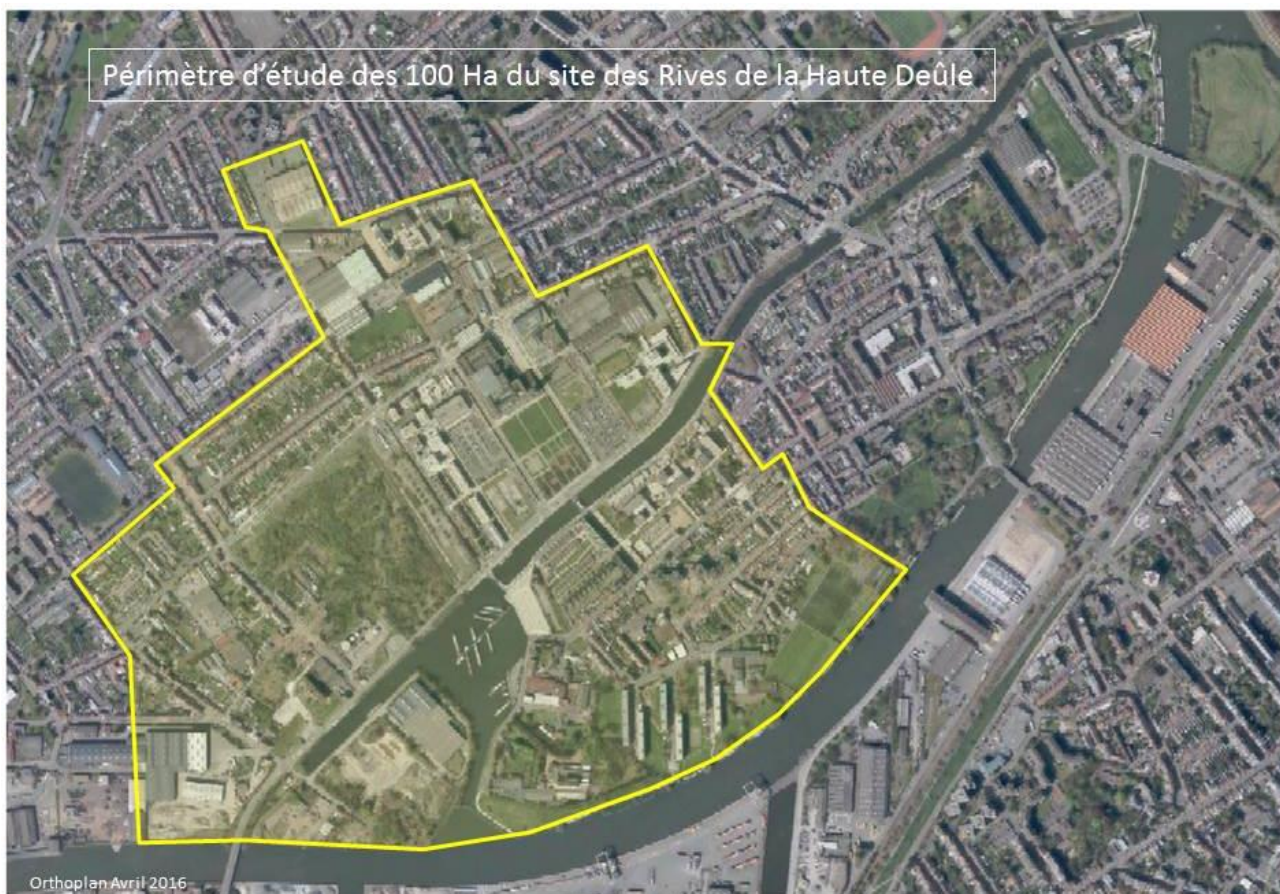 Périmètre d'étude des 100 Ha du site des Rives de la Haute Deûle
Orthoplan Avril 2016